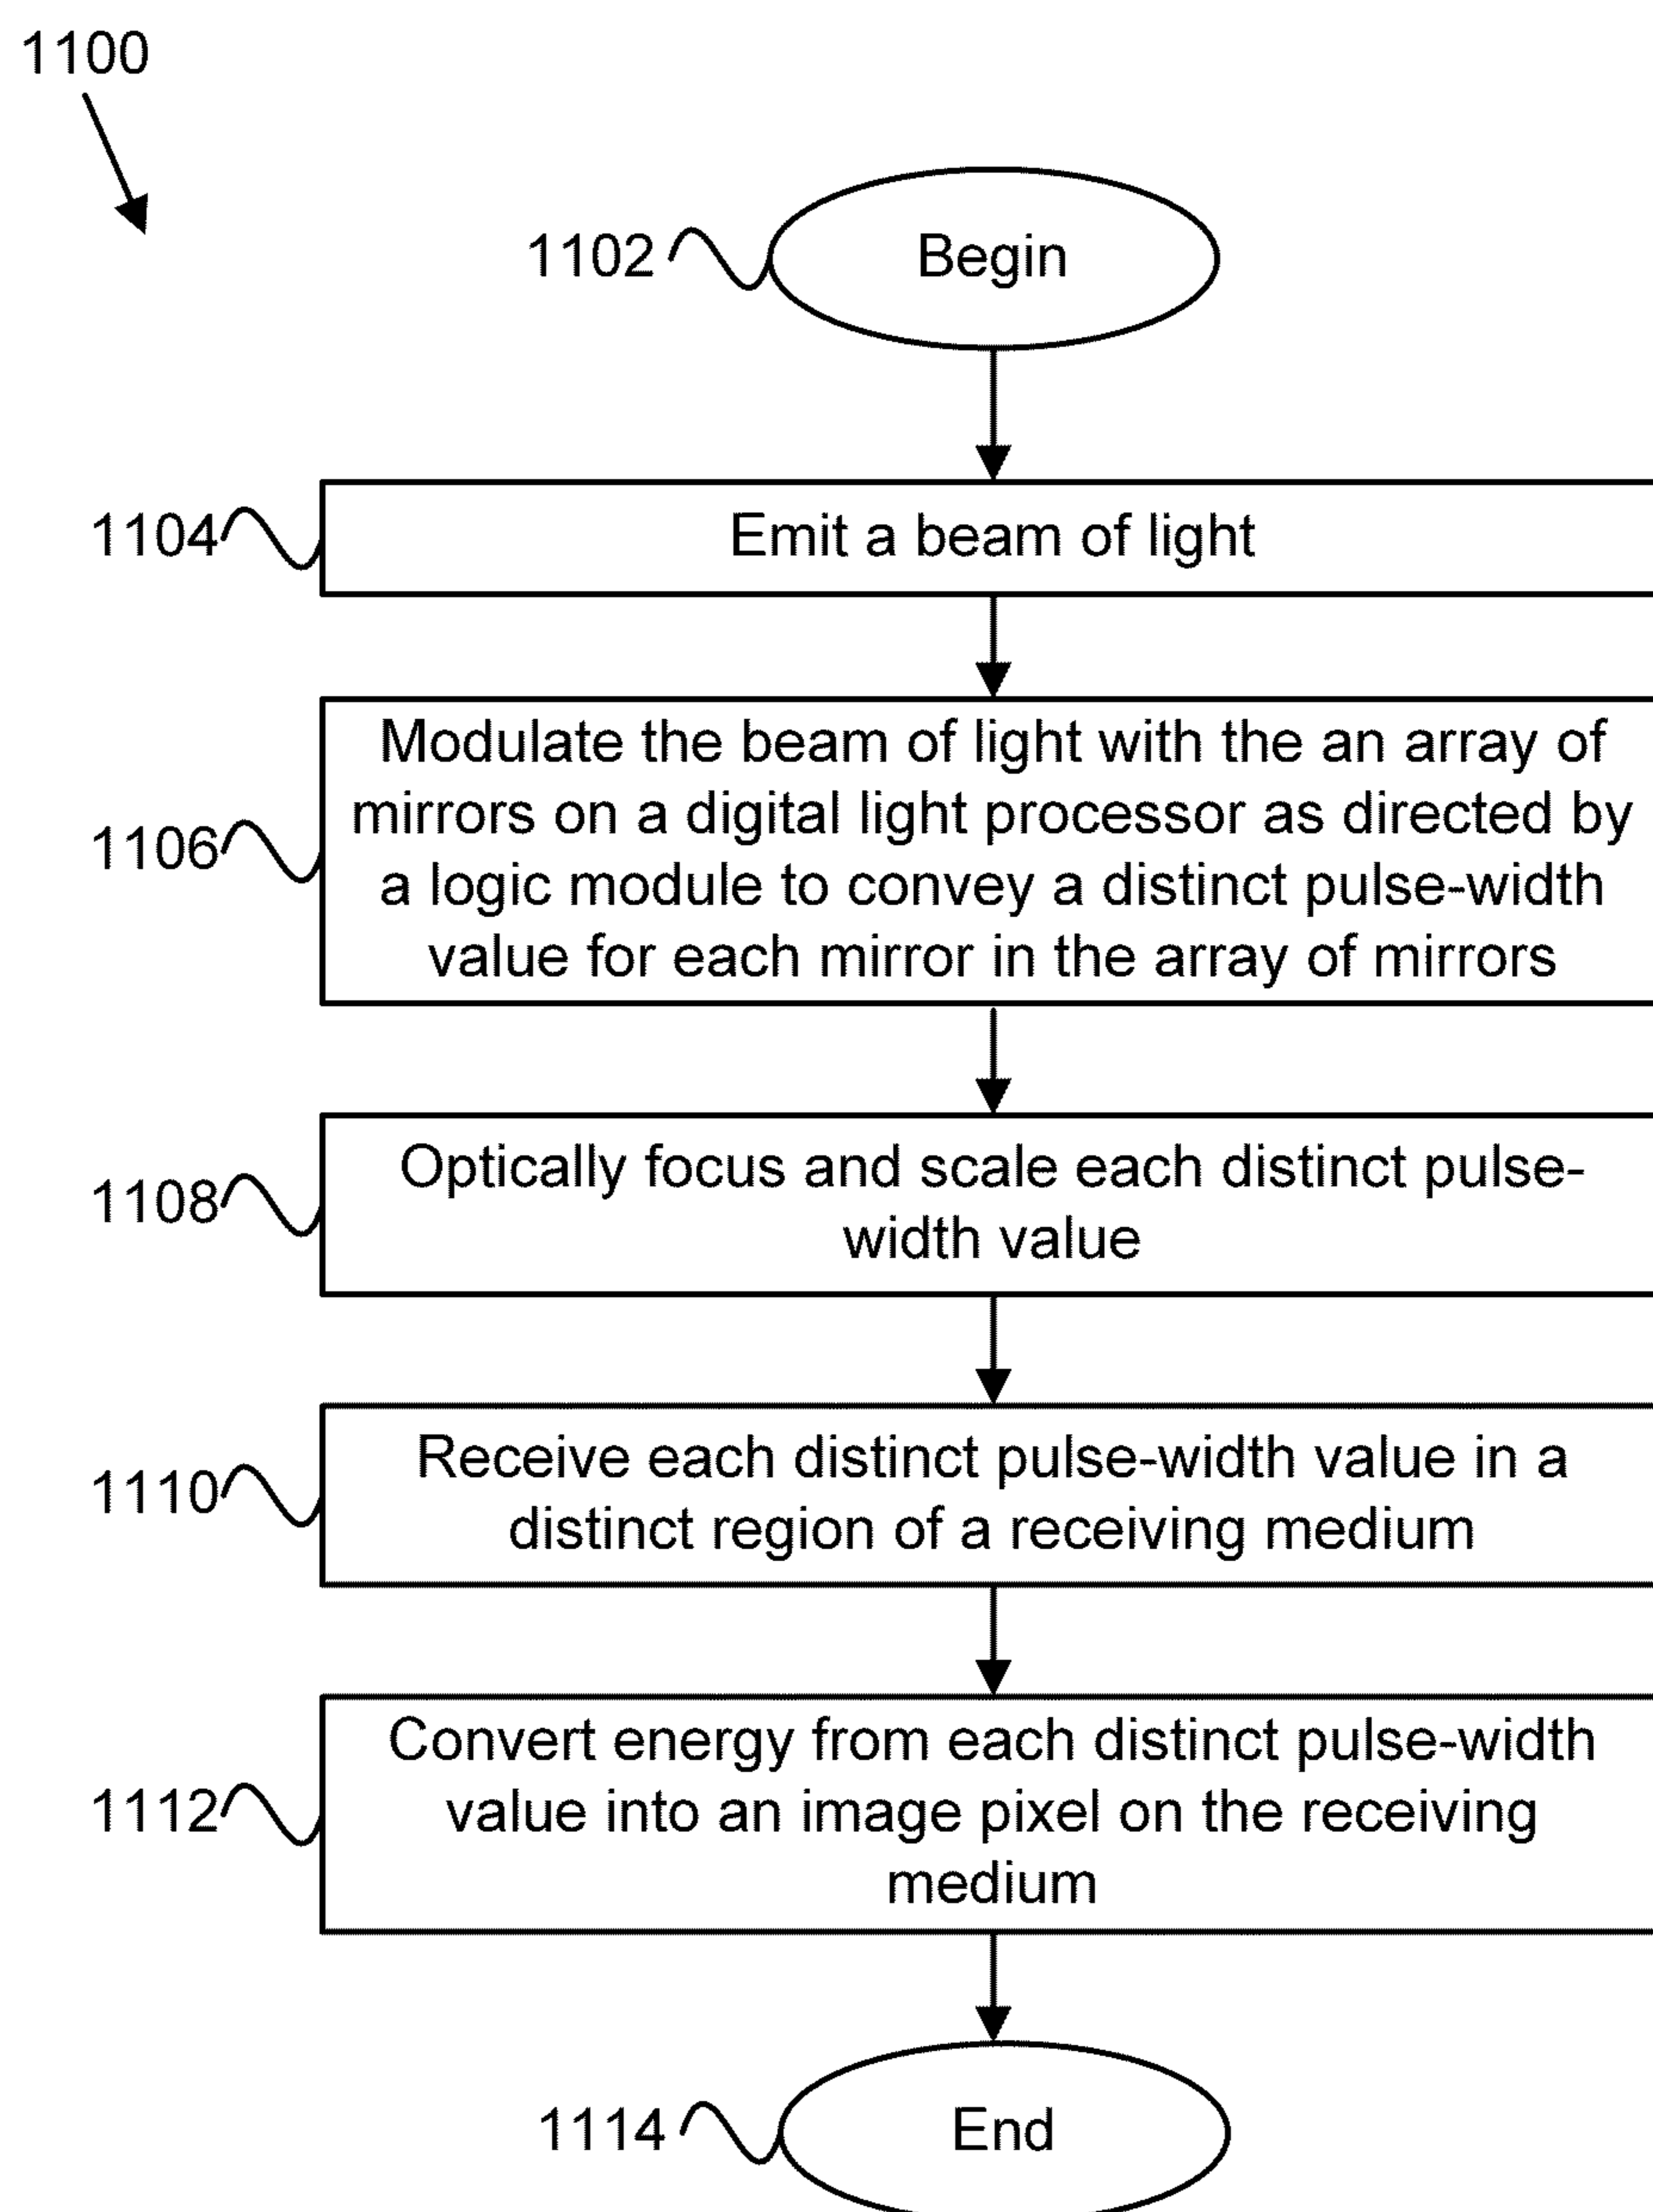 1100
1102
Begin
1104
Emit a beam of light
1106
Modulate the beam of light with the an array of
mirrors on a digital light processor as directed by
a logic module to convey a distinct pulse-width
value for each mirror in the array of mirrors
1108
Optically focus and scale each distinct pulse-
width value
1110
Receive each distinct pulse-width value in a
distinct region of a receiving medium
1112
Convert energy from each distinct pulse-width
value into an image pixel on the receiving
medium
1114
End